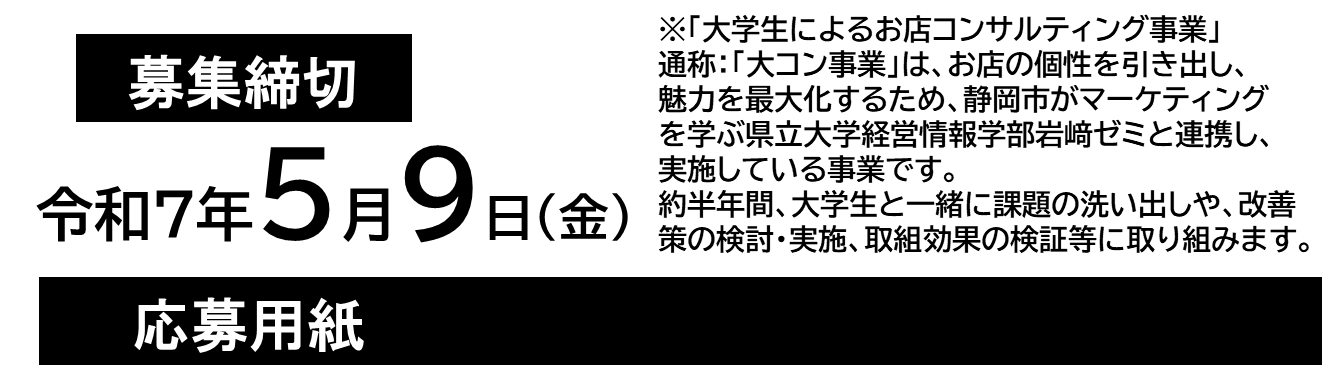 募集締切
令和7年5月9日(金)
※「大学生によるお店コンサルティング事業」
通称:「大コン事業」は、お店の個性を引き出し、
魅力を最大化するため、静岡市がマーケティング
を学ぶ県立大学経営情報学部岩﨑ゼミと連携し、
実施している事業です。
約半年間、大学生と一緒に課題の洗い出しや、改善
策の検討・実施、取組効果の検証等に取り組みます。
応募用紙